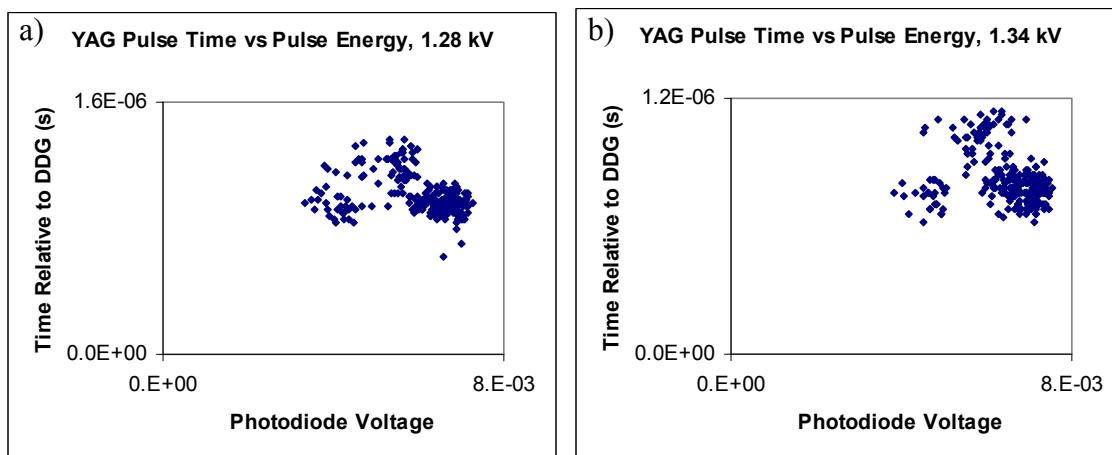 a)
YAG Pulse Time vs Pulse Energy, 1.28 kV
1.6E-06
Time Relative to DDG (s)
0.0E+00
0.E+00
8.E-03
Photodiode Voltage
b)
YAG Pulse Time vs Pulse Energy, 1.34 kV
1.2E-06
Time Relative to DDG (s)
0.0E+00
0.E+00
8.E-03
Photodiode Voltage